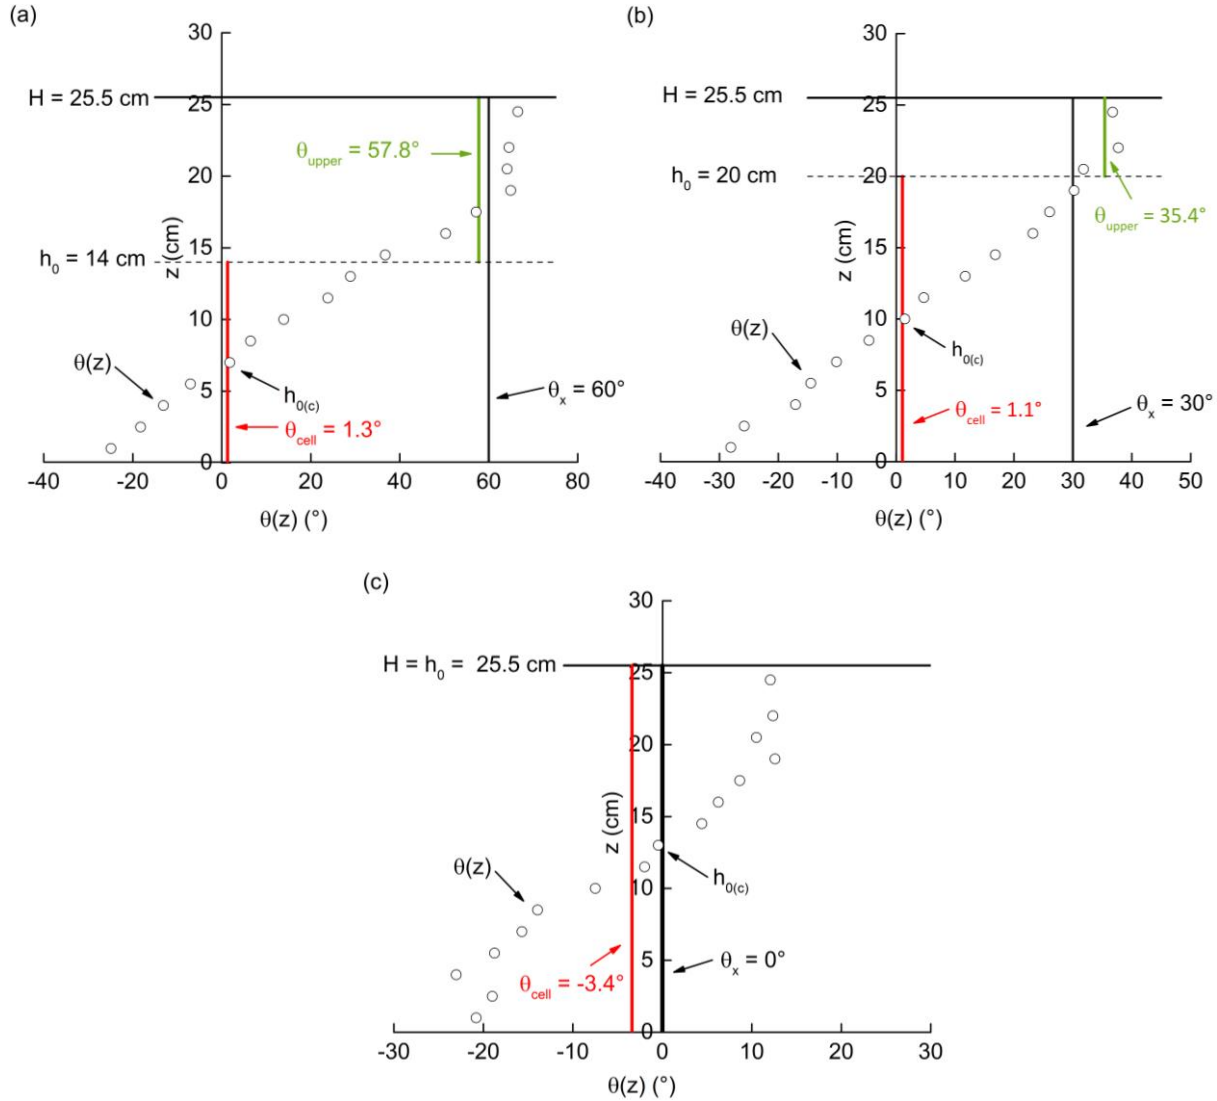 (a)
30
H = 25.5 cm
25
θupper = 57.8°
20
z (cm)
15
h0 = 14 cm
10
θ(z)
5
h0(c)
θx = 60°
θcell = 1.3°
0
-40 -20 0 20 40 60 80
θ(z) (°)
(b)
30
H = 25.5 cm
25
h0 = 20 cm
20
θupper = 35.4°
z (cm)
15
10
θ(z)
h0(c)
5
θx = 30°
θcell = 1.1°
0
-40 -30 -20 -10 0 10 20 30 40 50
θ(z) (°)
(c)
30
H = h0 = 25.5 cm
25
20
z (cm)
15
θ(z)
h0(c)
10
5
θx = 0°
θcell = -3.4°
0
-30 -20 -10 0 10 20 30
θ(z) (°)